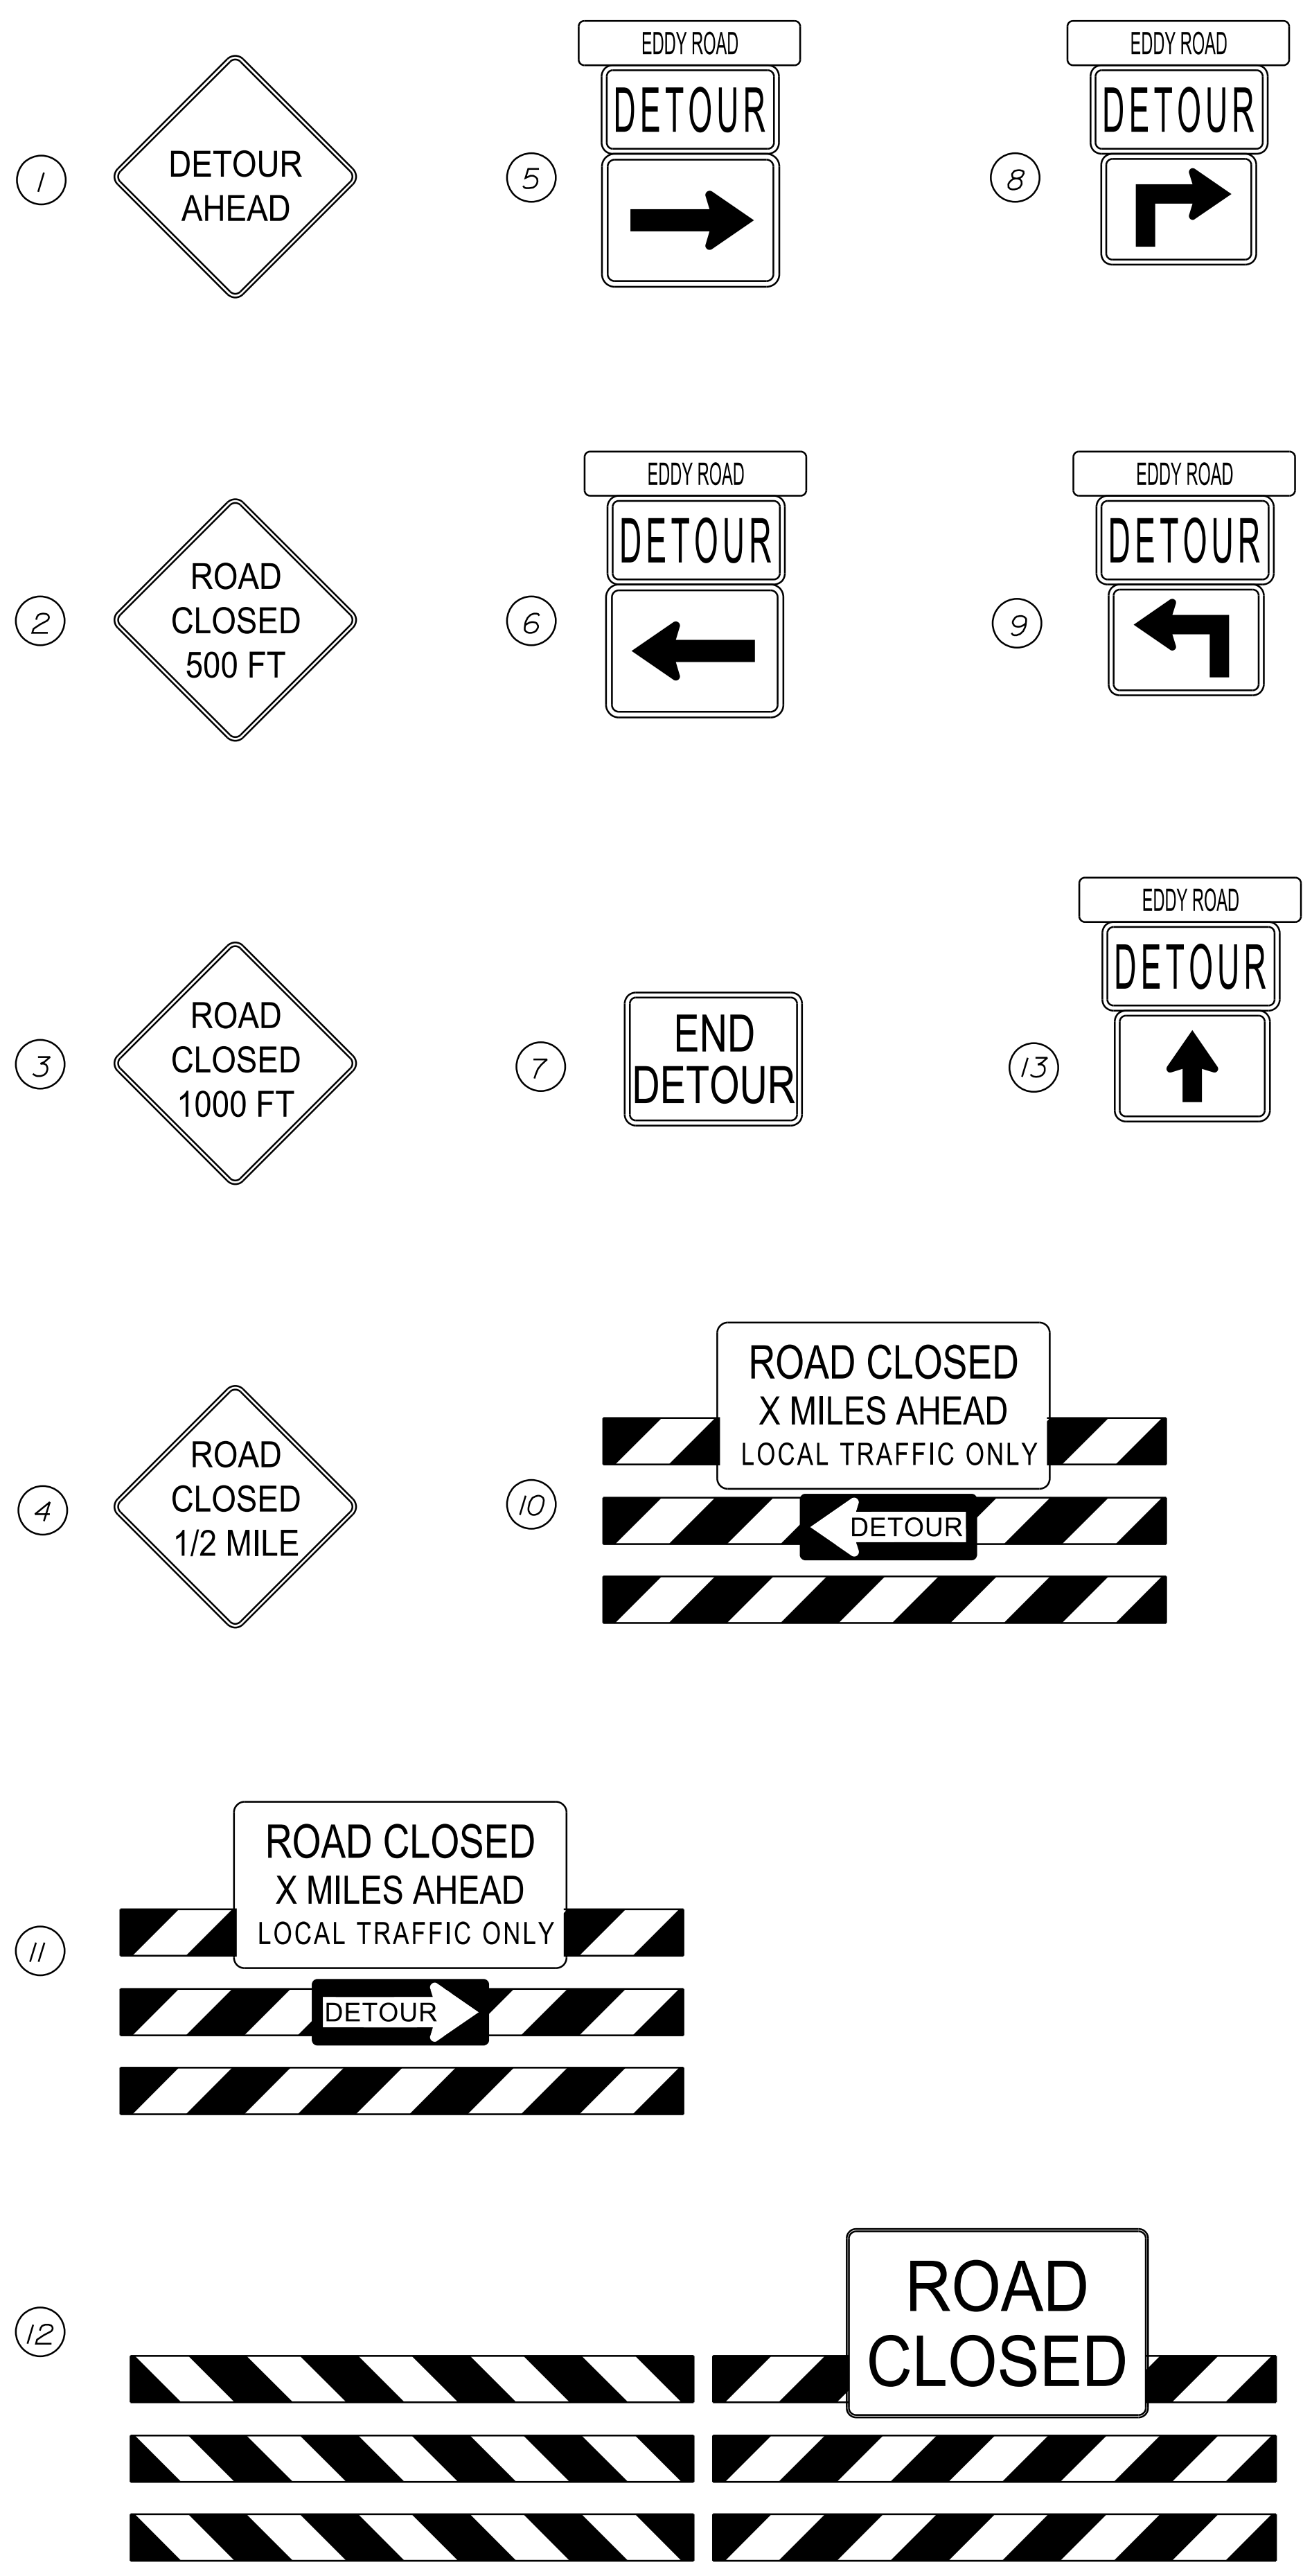 1
DETOUR
AHEAD
5
EDDY ROAD
DETOUR
8
EDDY ROAD
DETOUR
2
ROAD
CLOSED
500 FT
6
EDDY ROAD
DETOUR
9
EDDY ROAD
DETOUR
3
ROAD
CLOSED
1000 FT
7
END
DETOUR
13
EDDY ROAD
DETOUR
4
ROAD
CLOSED
1/2 MILE
10
ROAD CLOSED
X MILES AHEAD
LOCAL TRAFFIC ONLY
DETOUR
11
ROAD CLOSED
X MILES AHEAD
LOCAL TRAFFIC ONLY
DETOUR
12
ROAD
CLOSED